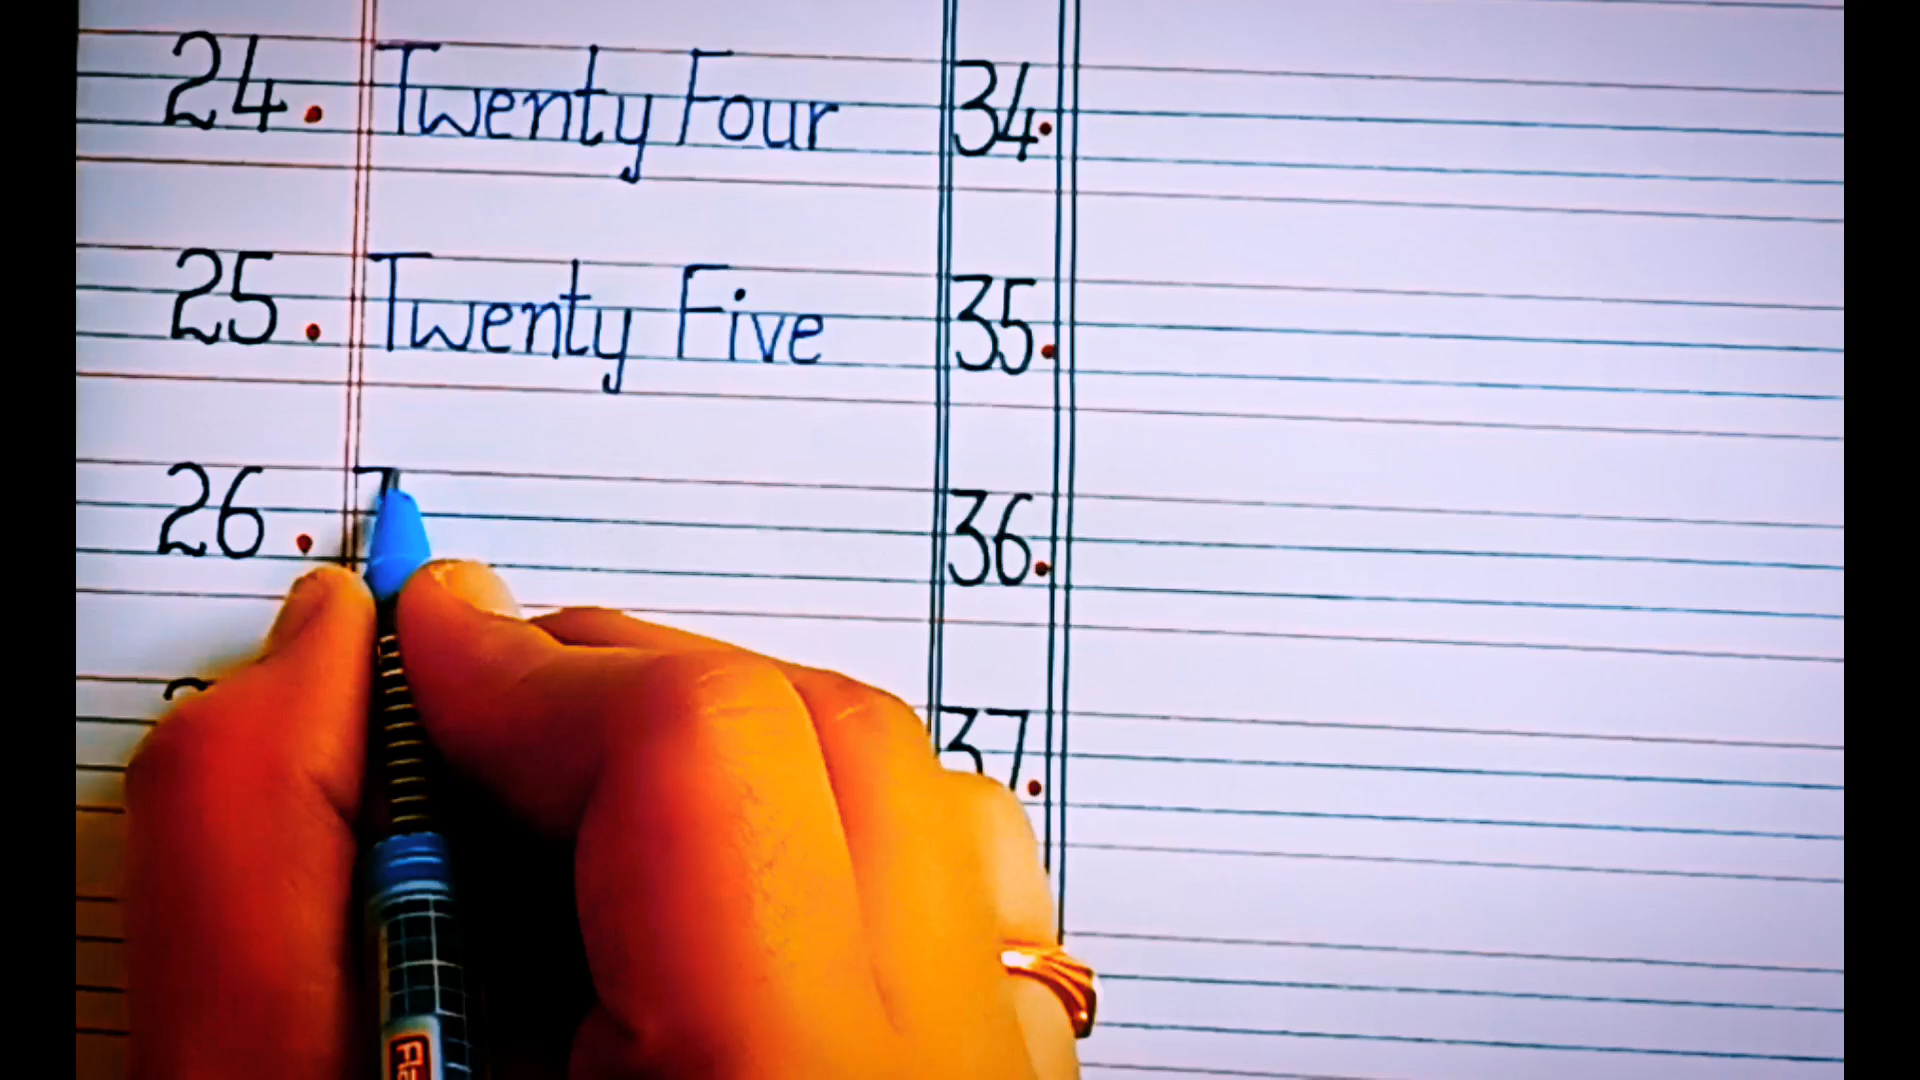 24. Twenty Four 34.
25. Twenty Five 35.
26. T 36.
37.